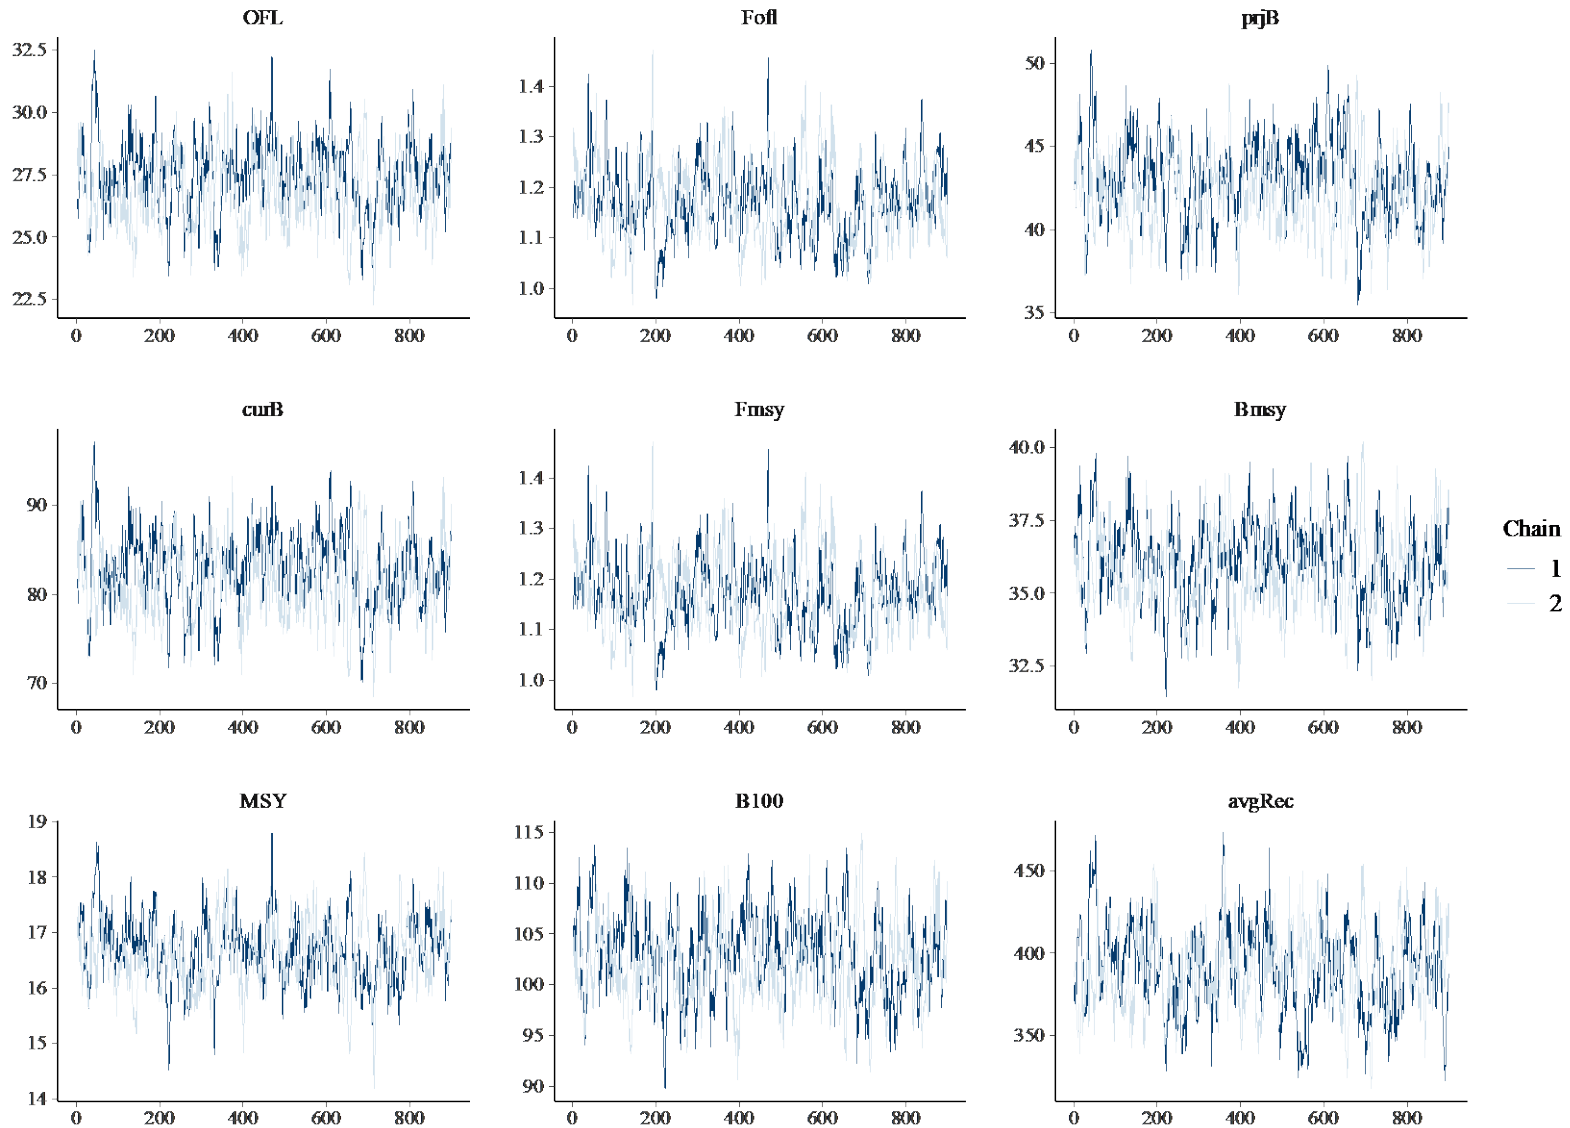 OFL Fofl prjB
32.5 30.0 27.5 25.0 22.5
1.4 1.3 1.2 1.1 1.0
50 45 40 35
0 200 400 600 800 0 200 400 600 800 0 200 400 600 800
curB Fmsy Bmsy
90 80 70
1.4 1.3 1.2 1.1 1.0
40.0 37.5 35.0 32.5
Chain
1
2
0 200 400 600 800 0 200 400 600 800 0 200 400 600 800
MSY B100 avgRec
19 18 17 16 15 14
115 110 105 100 95 90
450 400 350
0 200 400 600 800 0 200 400 600 800 0 200 400 600 800